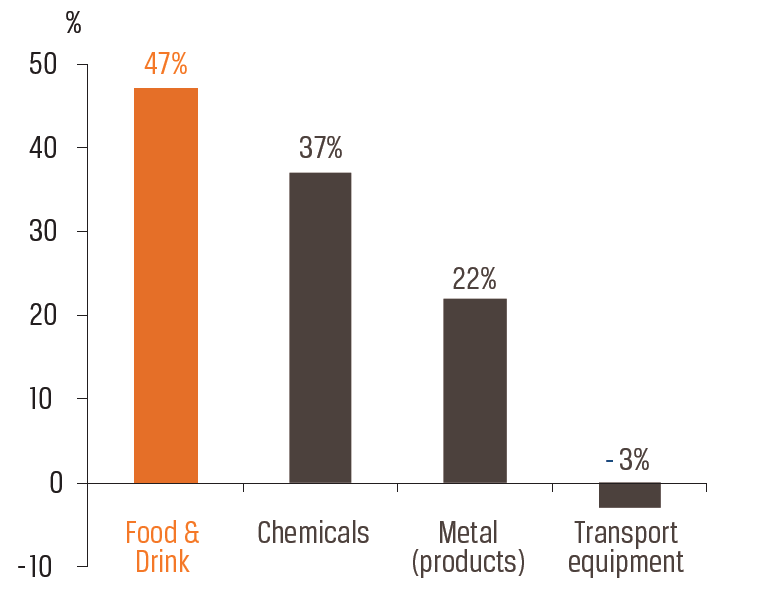 %
50
47%
40
37%
30
22%
20
10
- 3%
0
Food &
Drink
Chemicals
Metal
(products)
Transport
equipment
-10